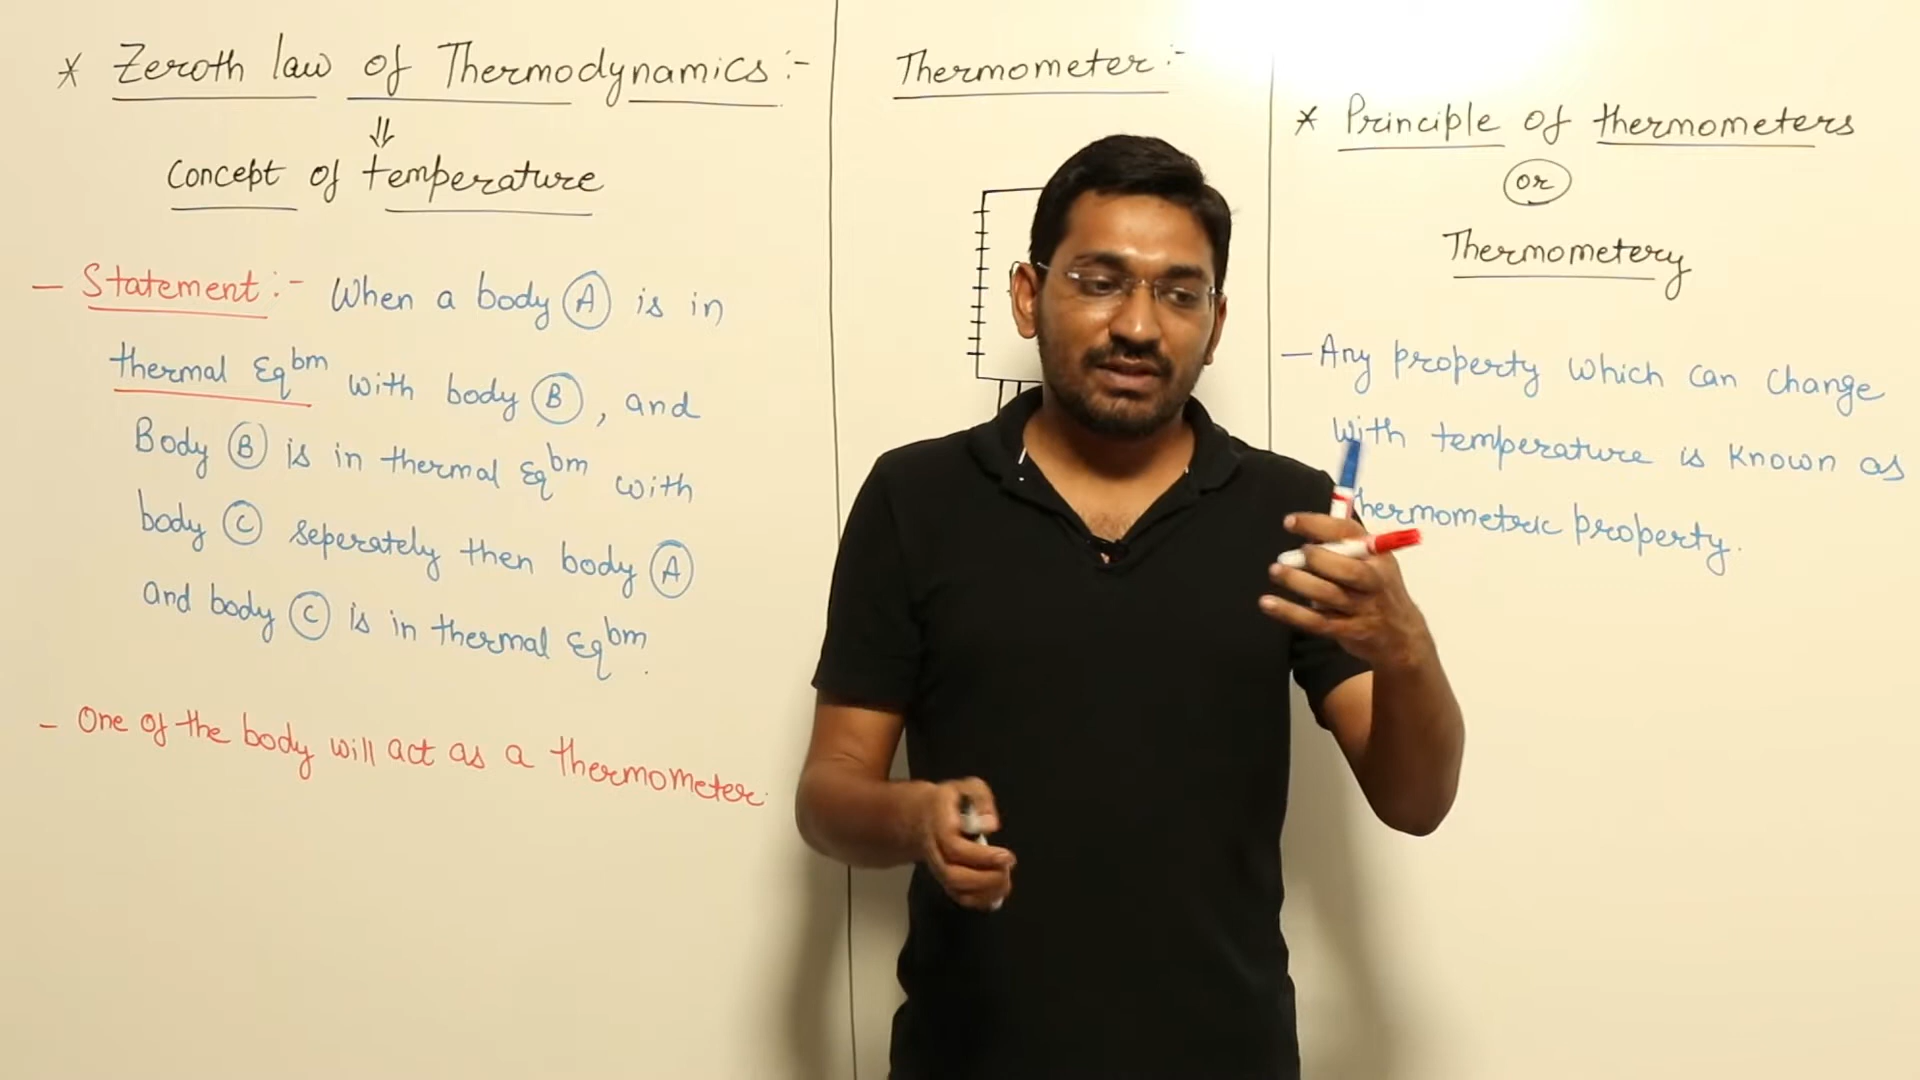 * Zeroth law of Thermodynamics:-
⇓
Concept of temperature
- Statement:- When a body Ⓐ is in
thermal Eqbm with body Ⓑ, and
Body Ⓑ is in thermal Eqbm with
body Ⓒ seperately then body Ⓐ
and body Ⓒ is in thermal Eqbm.
- One of the body will act as a thermometer.
Thermometer:-
* Principle of thermometers
or
Thermometery
- Any property which can change
with temperature is known as
thermometric property.